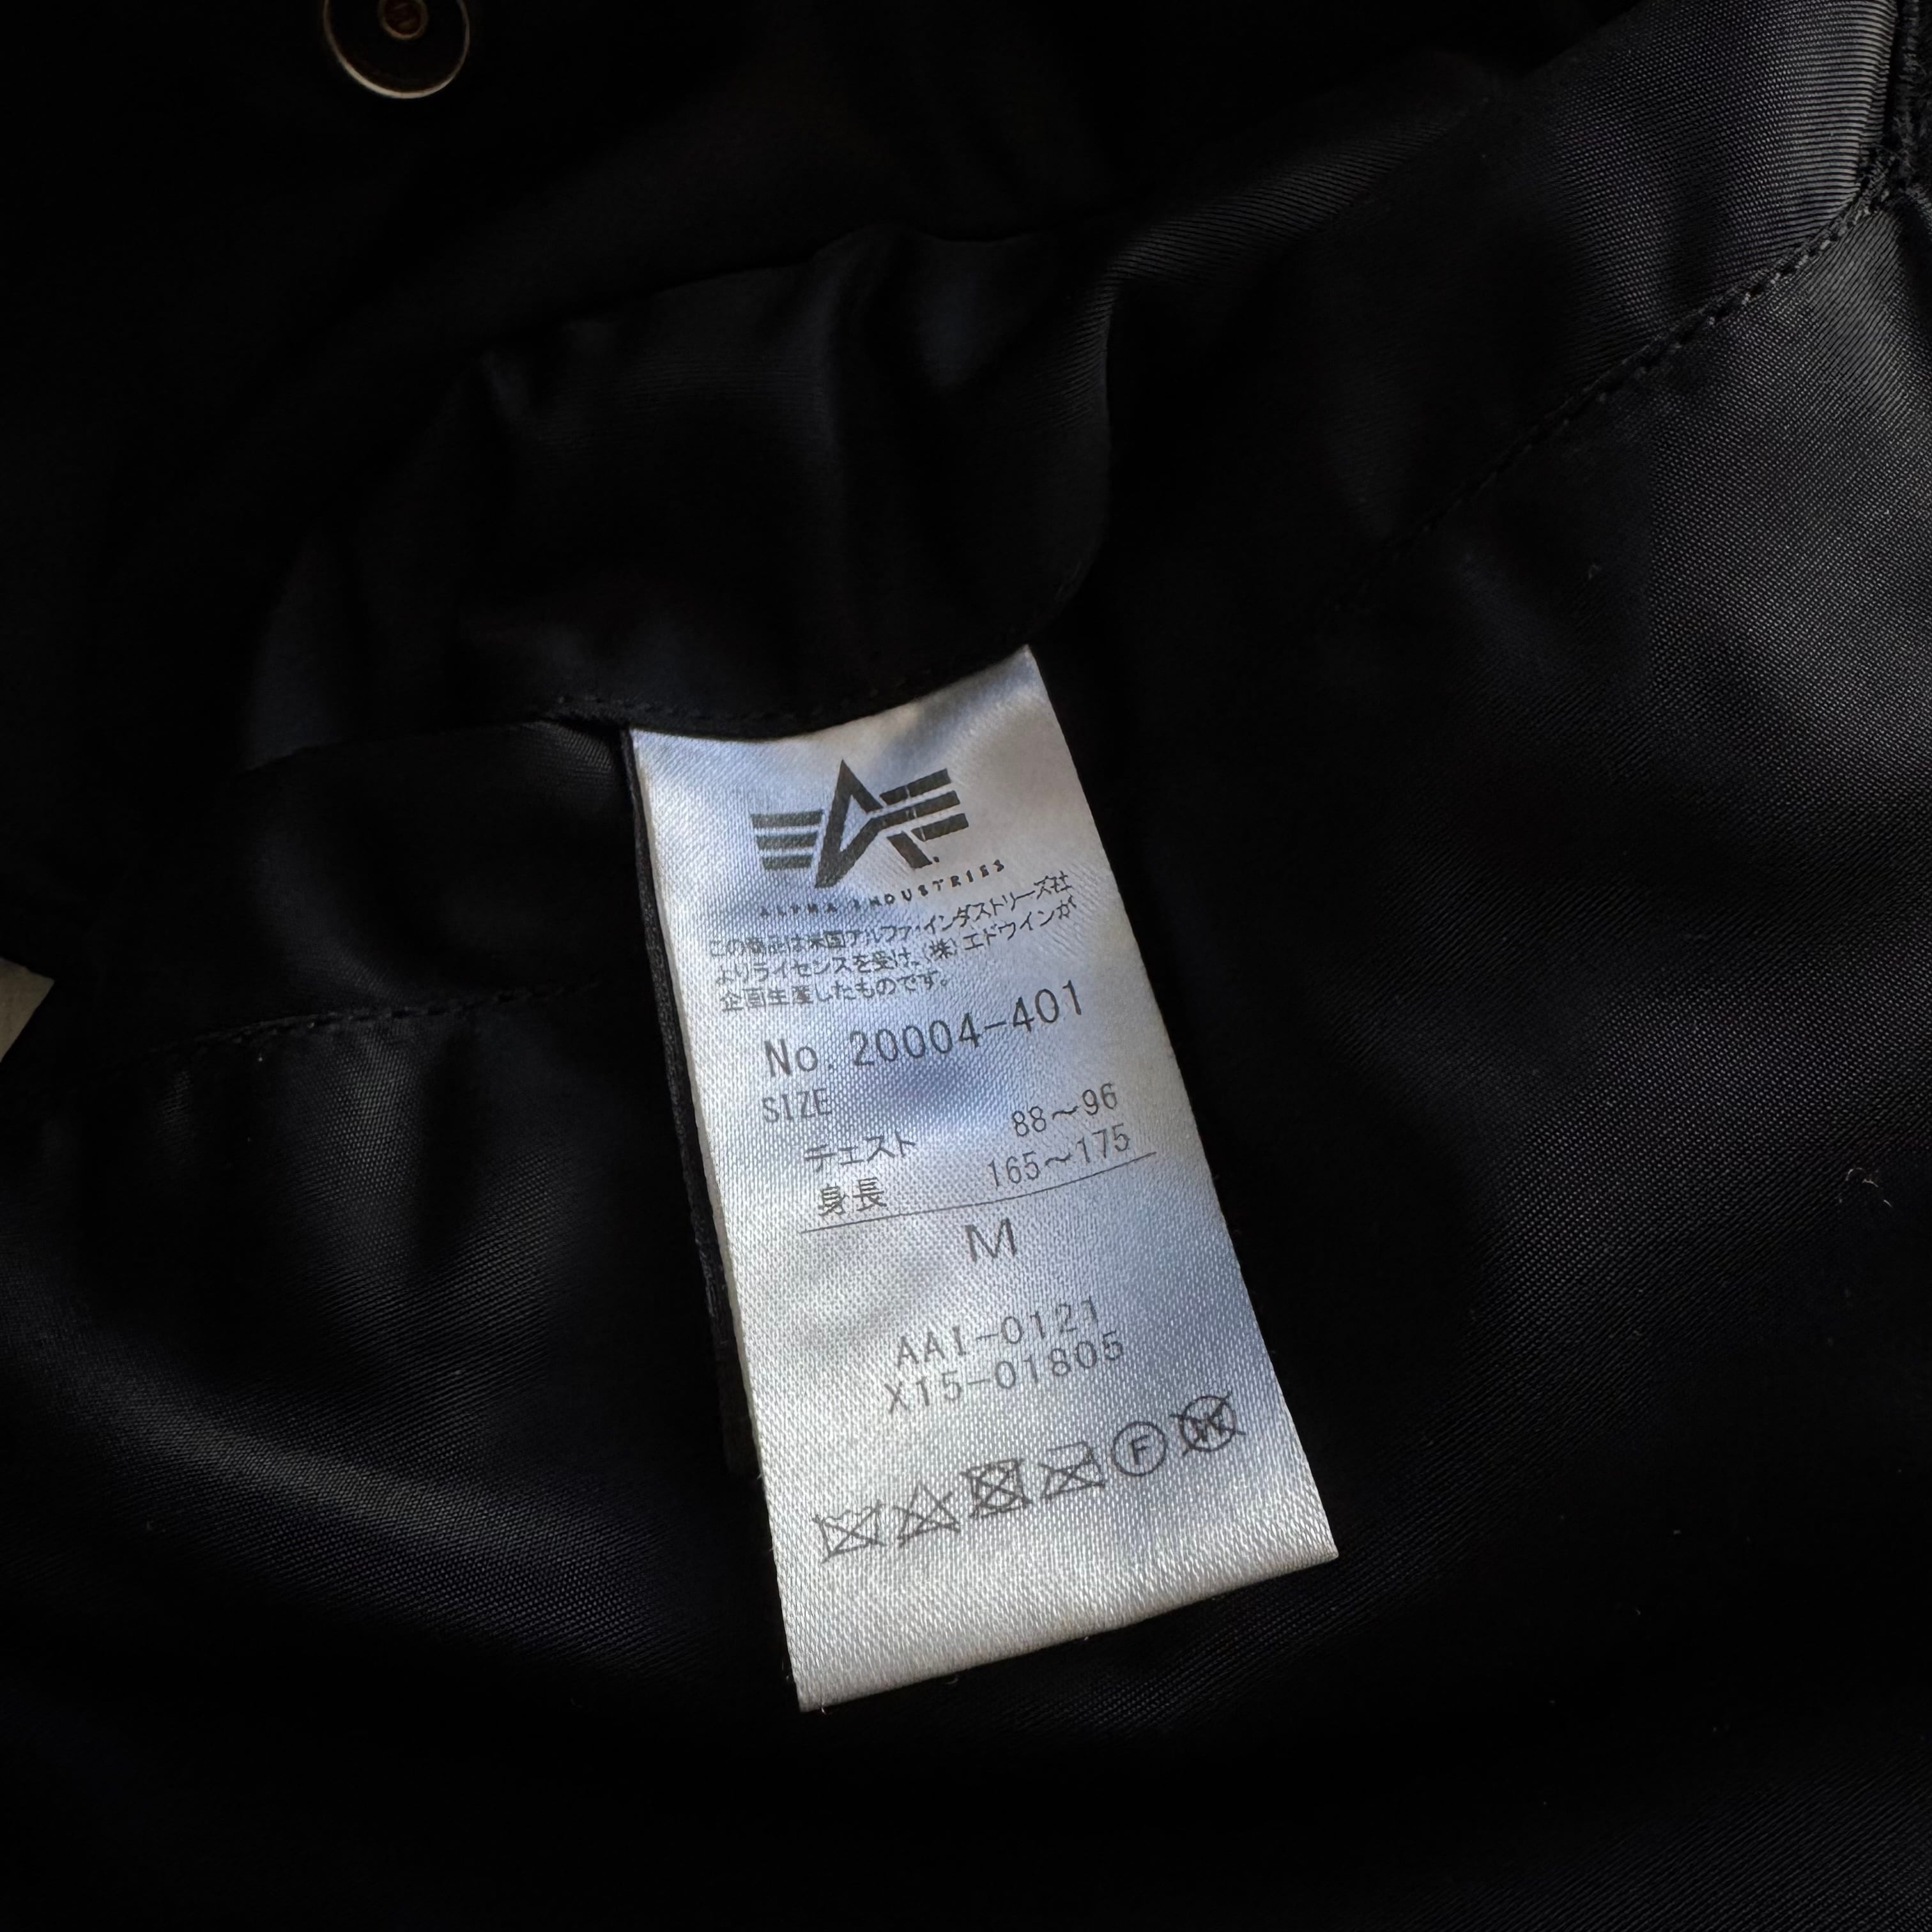 ALPHA INDUSTRIES
この商品は米国アルファ・インダストリーズ社
よりライセンスを受け、(株)エドウインが
企画生産したものです。
No. 20004-401
SIZE
チェスト 88～96
身長 165～175
M
AAI-0121
X15-01805
F
W